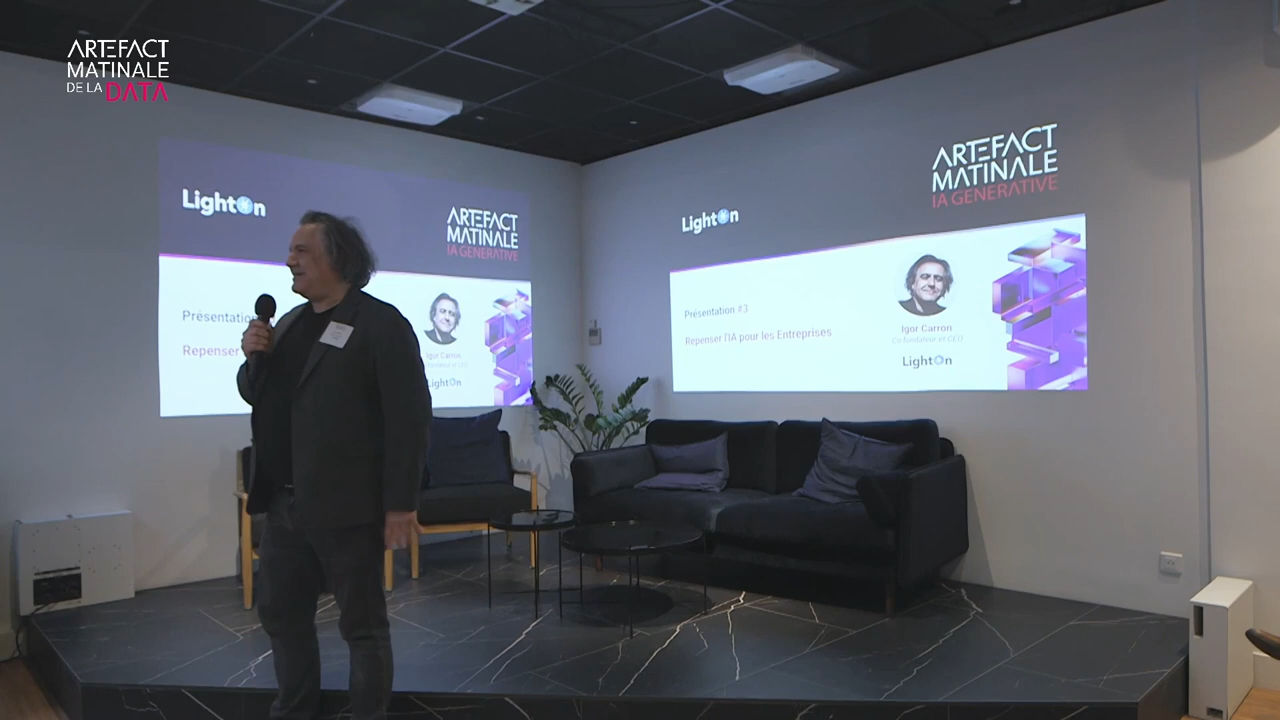 ARTEFACT
MATINALE
DE LA DATA
LightOn
ARTEFACT
MATINALE
IA GENERATIVE
Présentation
Repenser
Igor Carron
LightOn
LightOn
ARTEFACT
MATINALE
IA GENERATIVE
Présentation #3
Repenser l'IA pour les Entreprises
Igor Carron
Co fondateur et CEO
LightOn